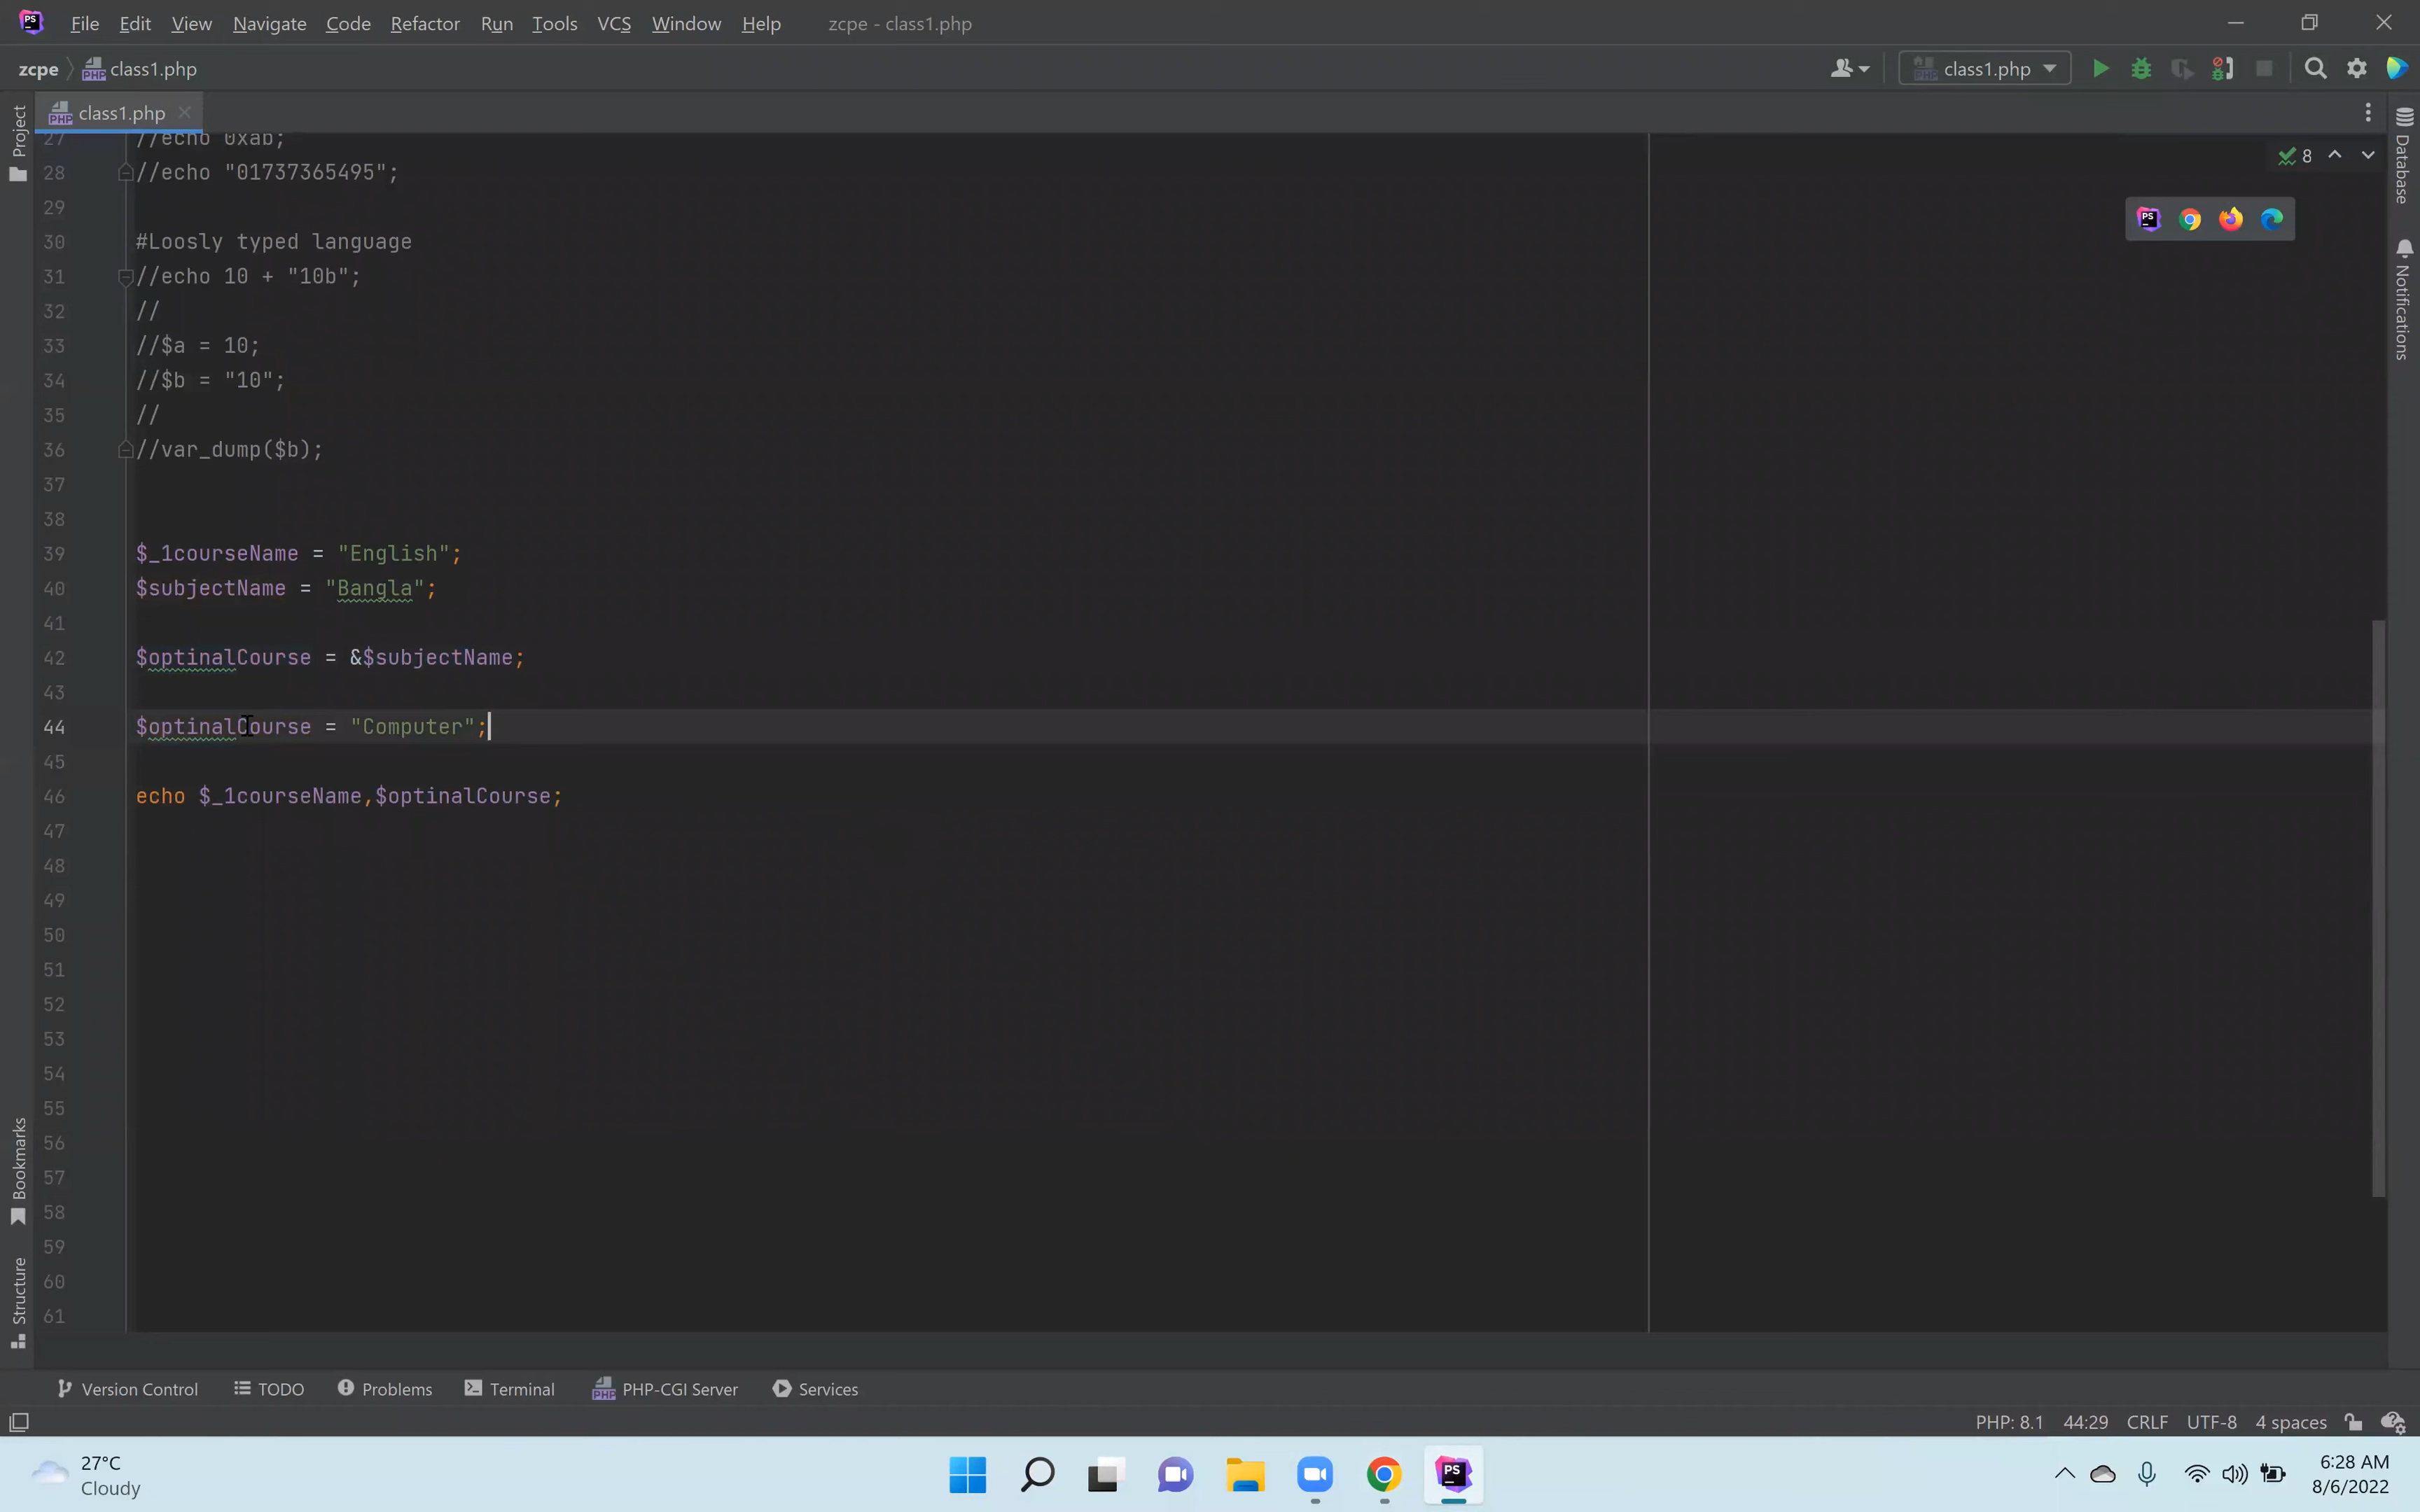 File Edit View Navigate Code Refactor Run Tools VCS Window Help zcpe - class1.php
zcpe class1.php class1.php
class1.php
Project
Database
Notifications
8
27 //echo 0xab;
28 //echo "01737365495";
29
30 #Loosly typed language
31 //echo 10 + "10b";
32 //
33 //$a = 10;
34 //$b = "10";
35 //
36 //var_dump($b);
37
38
39 $_1courseName = "English";
40 $subjectName = "Bangla";
41
42 $optinalCourse = &$subjectName;
43
44 $optinalCourse = "Computer";
45
46 echo $_1courseName,$optinalCourse;
47
48
49
50
51
52
53
54
55
56
57
58
59
60
61
Bookmarks
Structure
Version Control TODO Problems Terminal PHP-CGI Server Services
PHP: 8.1 44:29 CRLF UTF-8 4 spaces
27°C
Cloudy
6:28 AM
8/6/2022